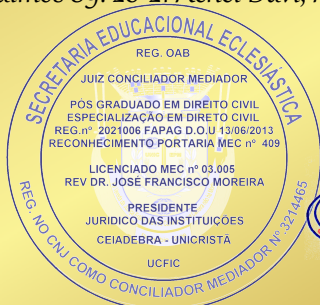 SECRETARIA EDUCACIONAL ECLESIÁSTICA
REG. OAB
JUIZ CONCILIADOR MEDIADOR
PÓS GRADUADO EM DIREITO CIVIL
ESPECIALIZAÇÃO EM DIRETO CIVIL
REG.nº 2021006 FAPAG D.O.U 13/06/2013
RECONHECIMENTO PORTARIA MEC nº 409
LICENCIADO MEC nº 03.005
REV DR. JOSÉ FRANCISCO MOREIRA
PRESIDENTE
JURIDICO DAS INSTITUIÇÕES
CEIADEBRA - UNICRISTÃ
UCFIC
REG. NO CNJ COMO CONCILIADOR MEDIADOR Nº 3214465